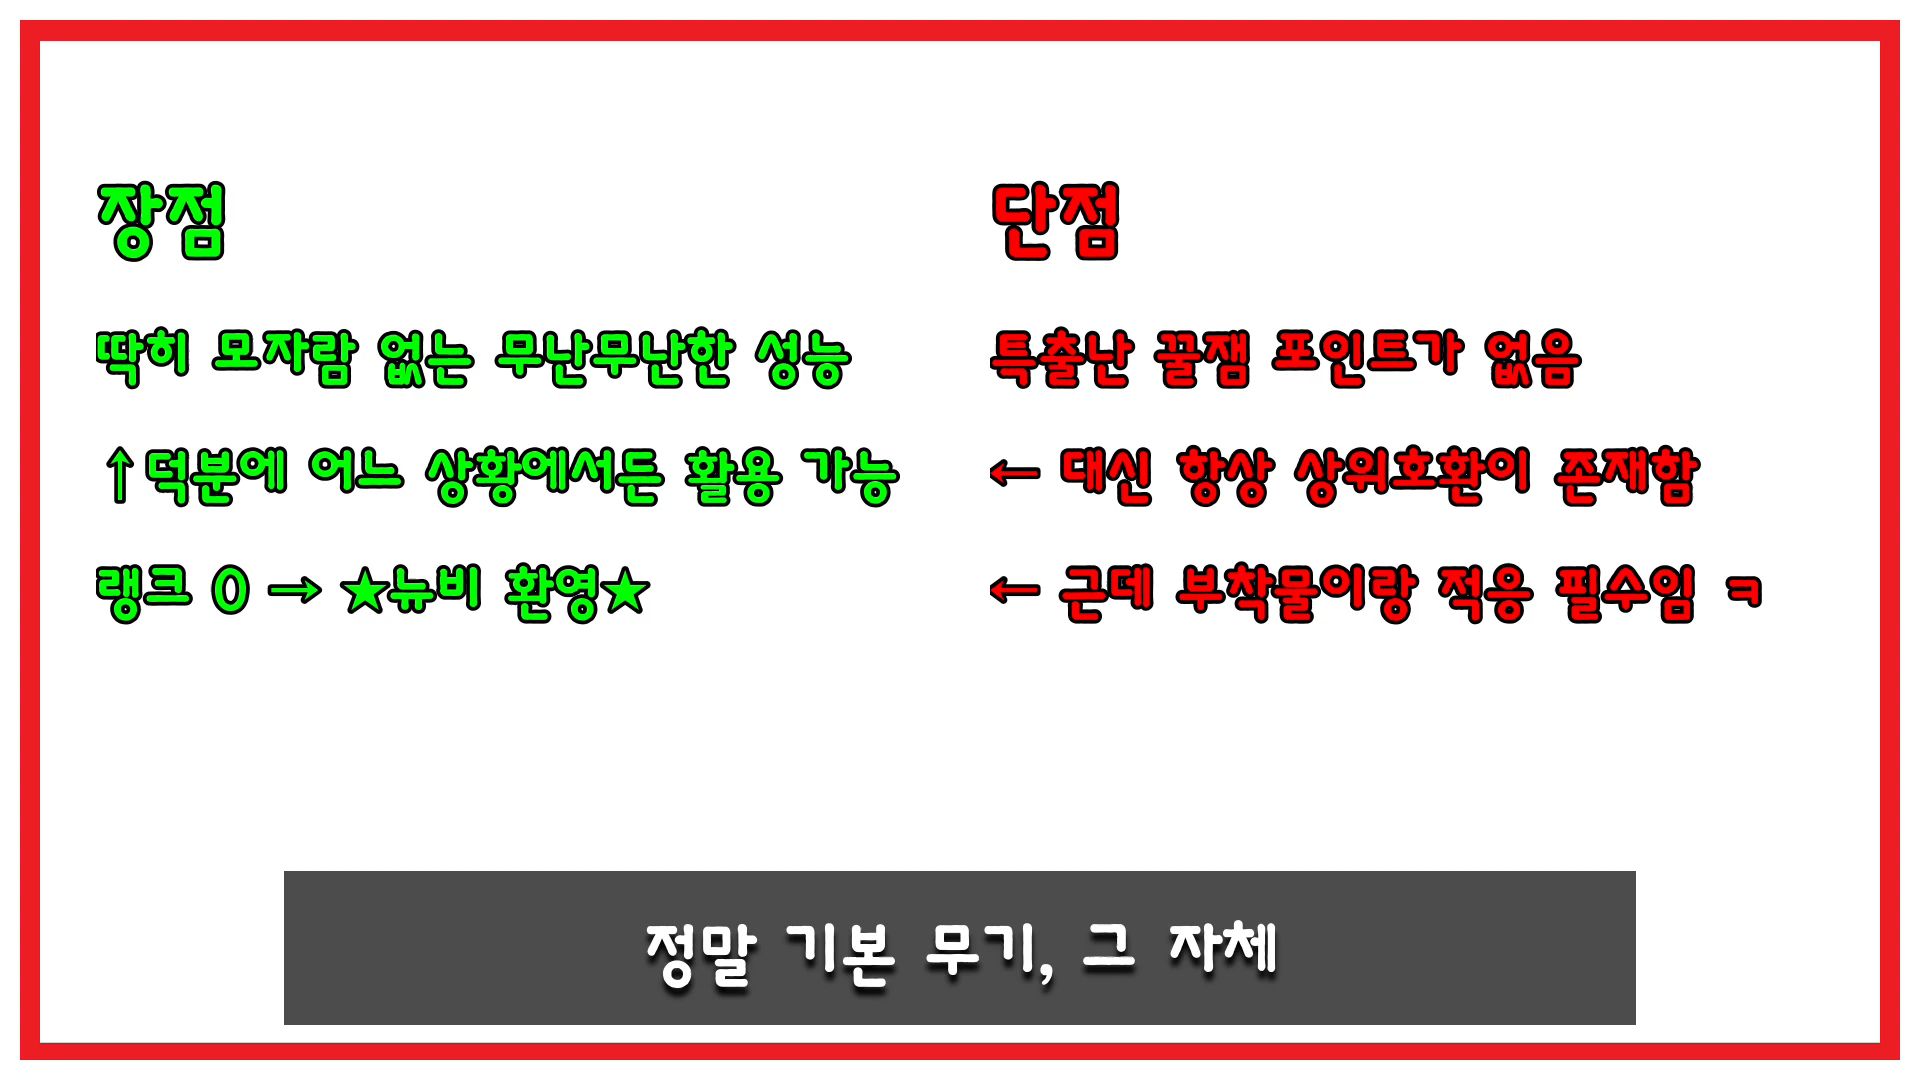 장점
딱히 모자람 없는 무난무난한 성능
↑덕분에 어느 상황에서든 활용 가능
랭크 0 → ★뉴비 환영★
단점
특출난 꿀잼 포인트가 없음
← 대신 항상 상위호환이 존재함
← 근데 부착물이랑 적응 필수임 ㅋ
정말 기본 무기, 그 자체